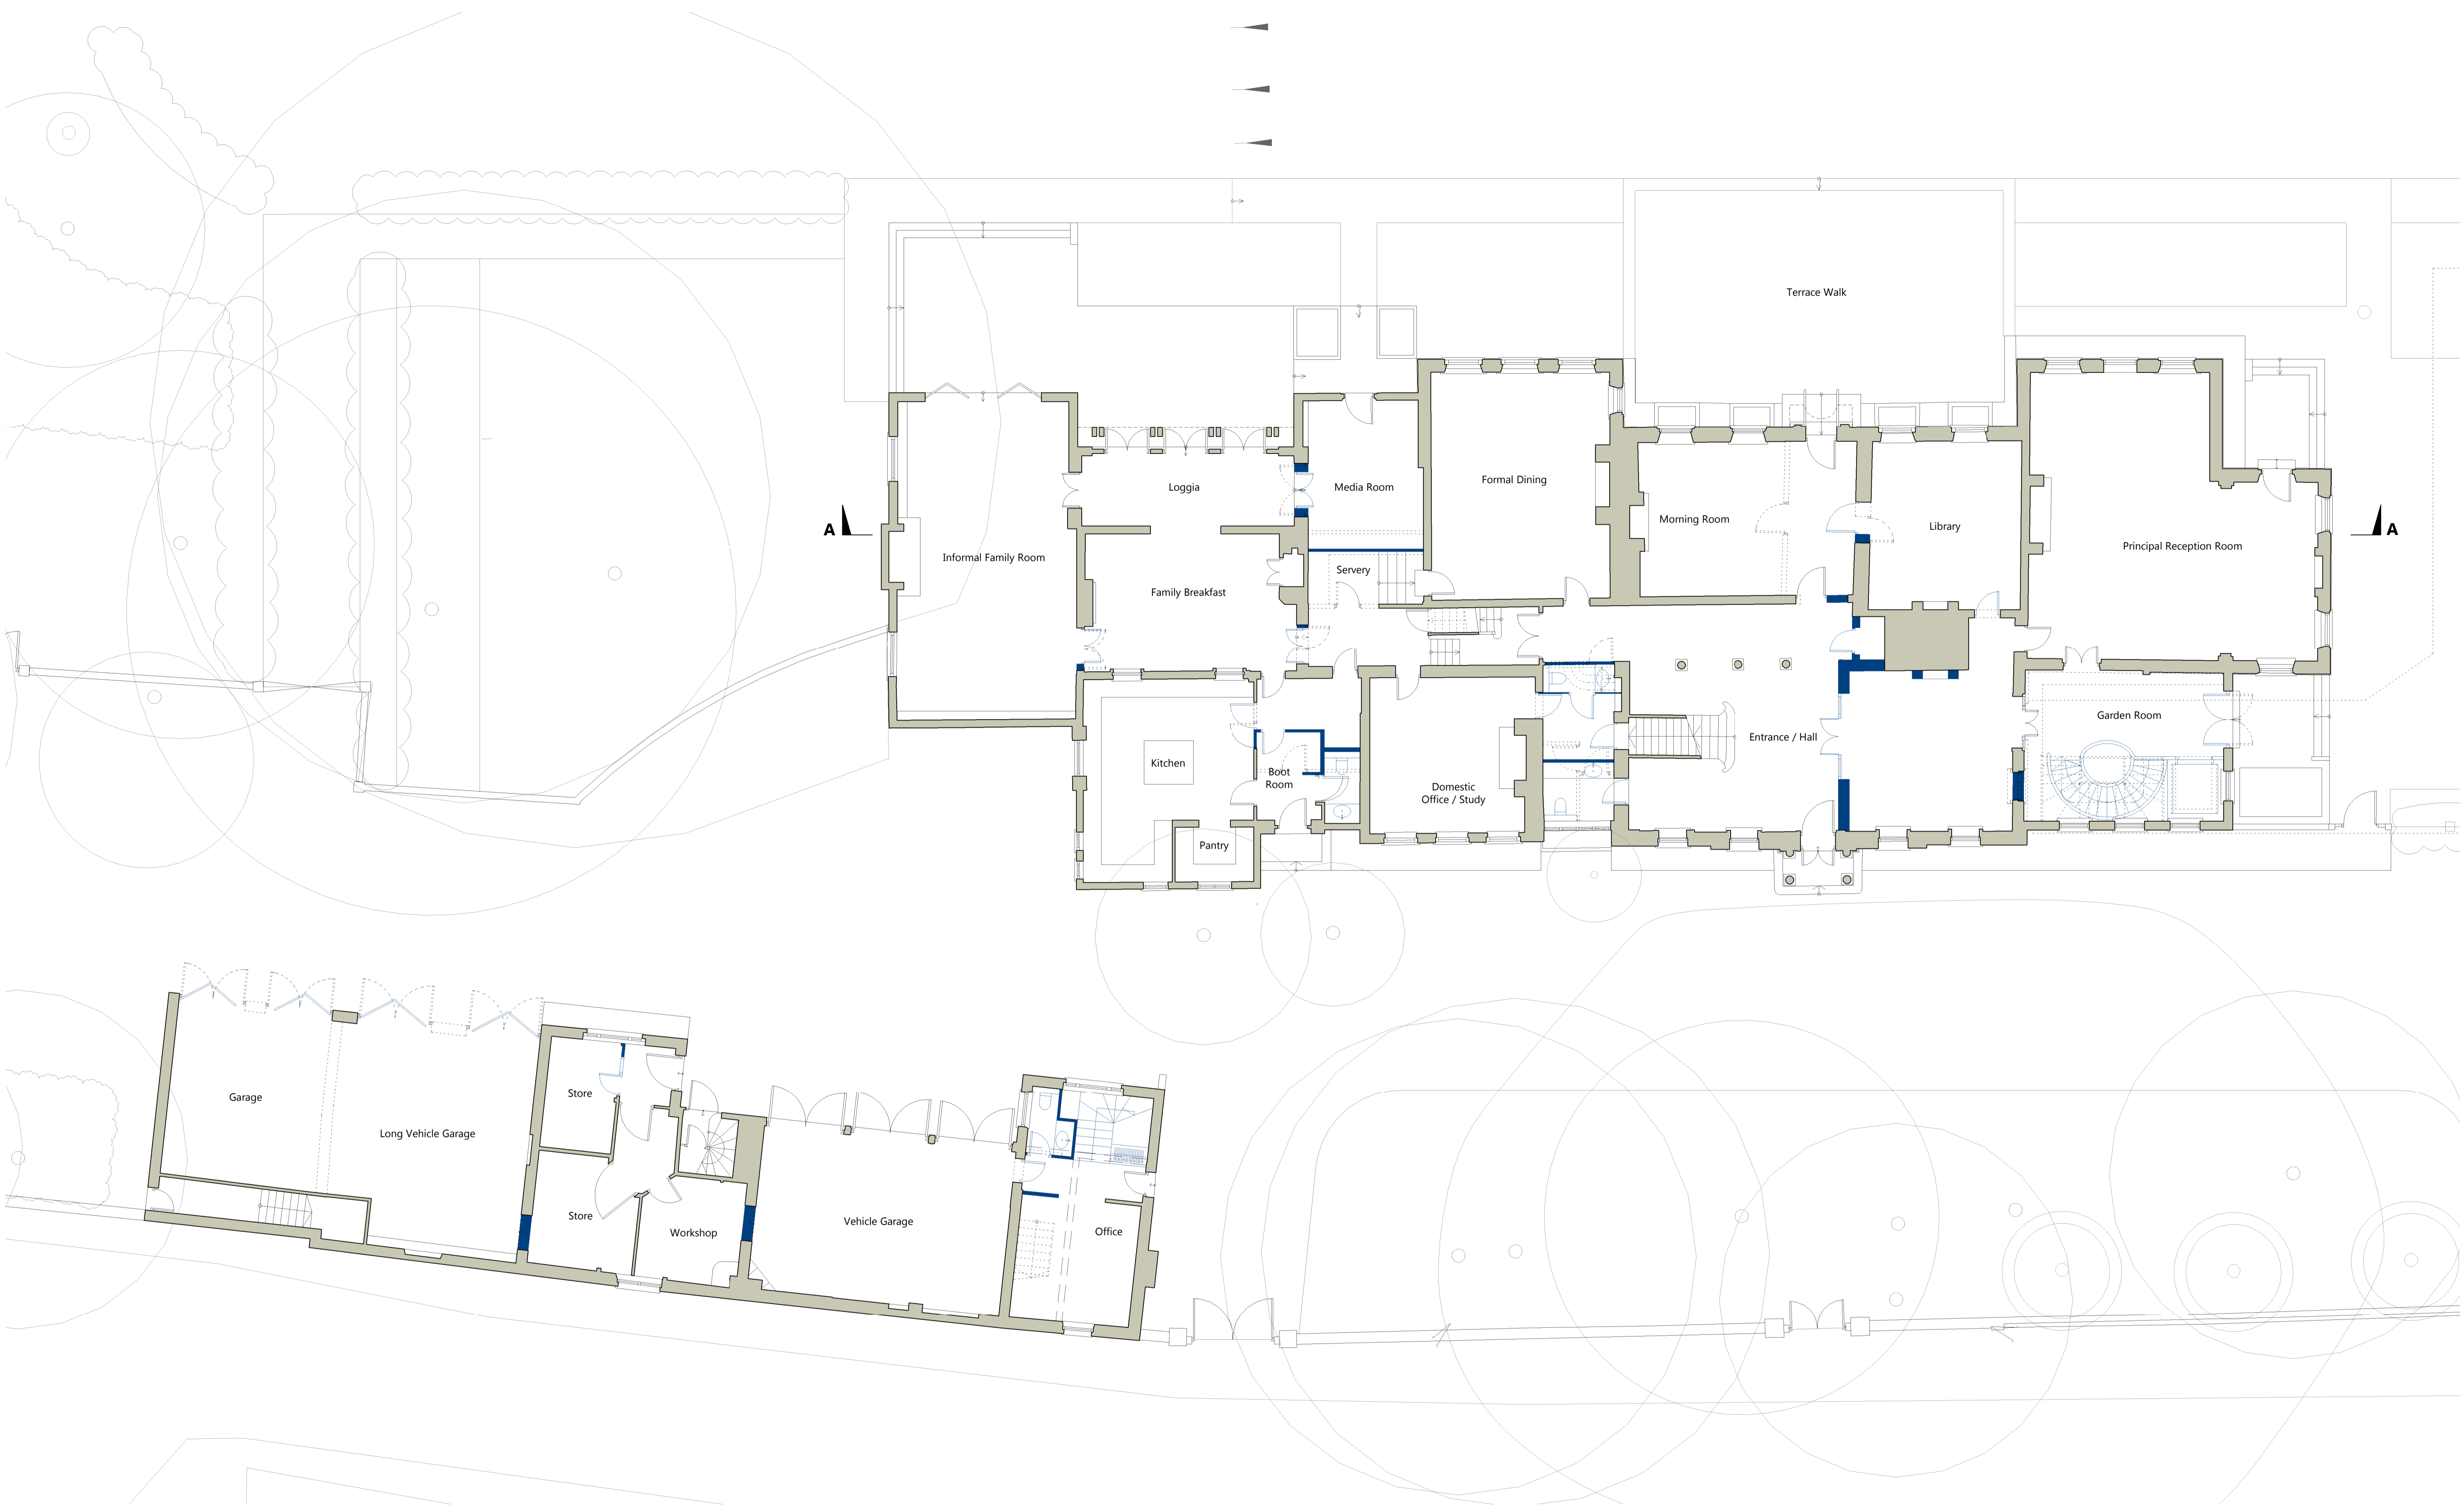 Terrace Walk
Formal Dining
Loggia
Media Room
Morning Room
Library
A
A
Principal Reception Room
Informal Family Room
Servery
Family Breakfast
Garden Room
Entrance / Hall
Kitchen
Boot
Room
Domestic
Office / Study
Pantry
Store
Garage
Long Vehicle Garage
Store
Workshop
Vehicle Garage
Office